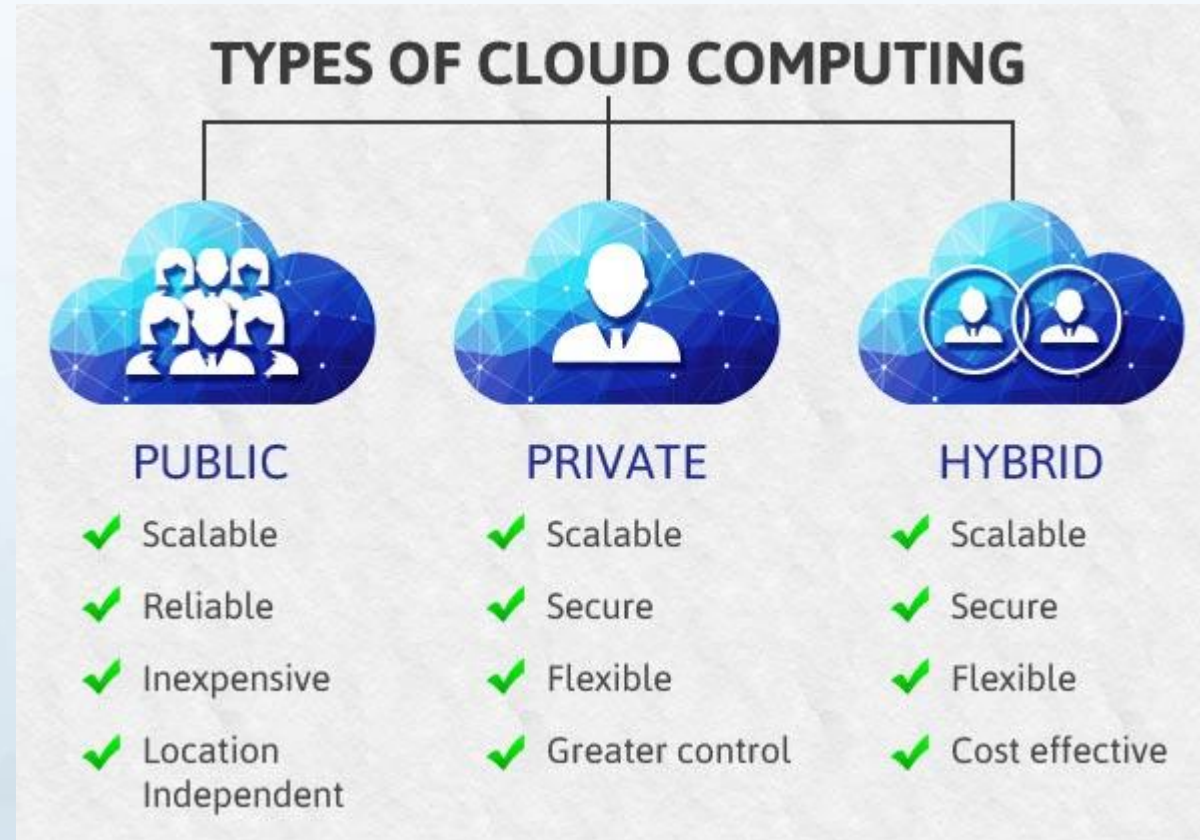 TYPES OF CLOUD COMPUTING
PUBLIC
Scalable
Reliable
Inexpensive
Location
Independent
PRIVATE
Scalable
Secure
Flexible
Greater control
HYBRID
Scalable
Secure
Flexible
Cost effective